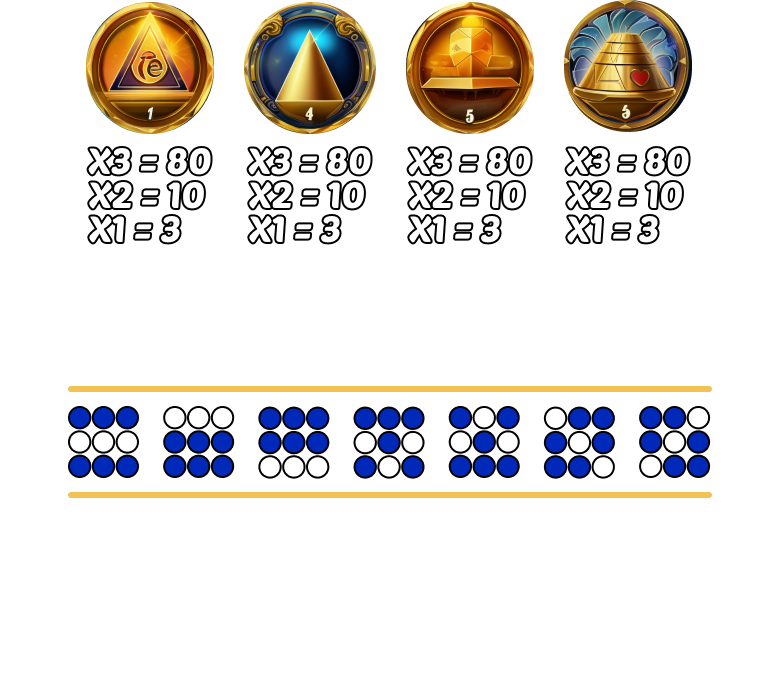 1 4 5
X3 = 80 X3 = 80 X3 = 80 X3 = 80
X2 = 10 X2 = 10 X2 = 10 X2 = 10
X1 = 3 X1 = 3 X1 = 3 X1 = 3